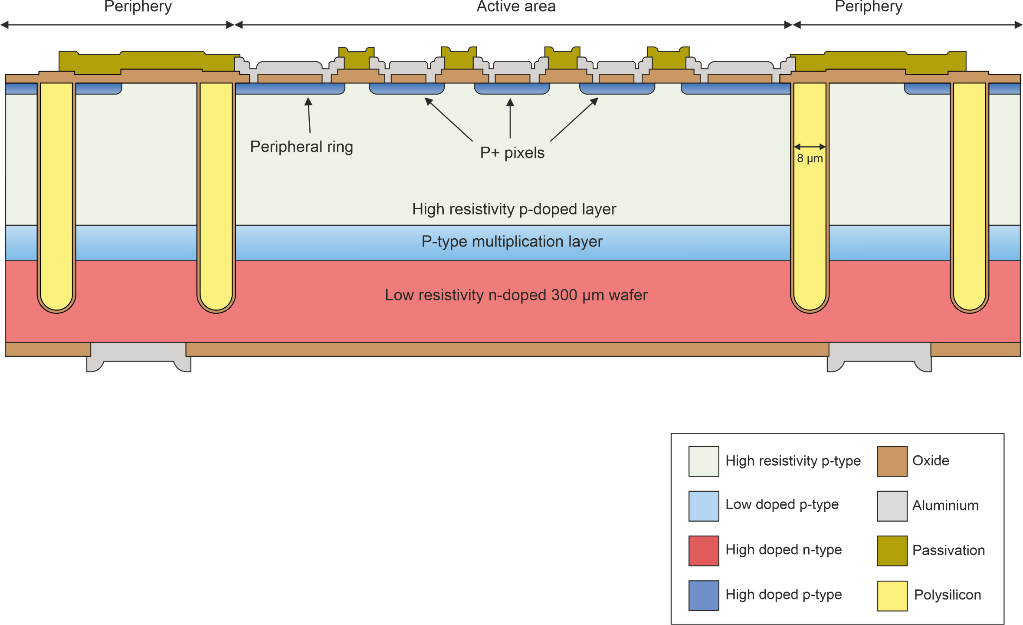 Periphery
Active area
Periphery
Peripheral ring
P+ pixels
8 µm
High resistivity p-doped layer
P-type multiplication layer
Low resistivity n-doped 300 µm wafer
High resistivity p-type
Oxide
Low doped p-type
Aluminium
High doped n-type
Passivation
High doped p-type
Polysilicon